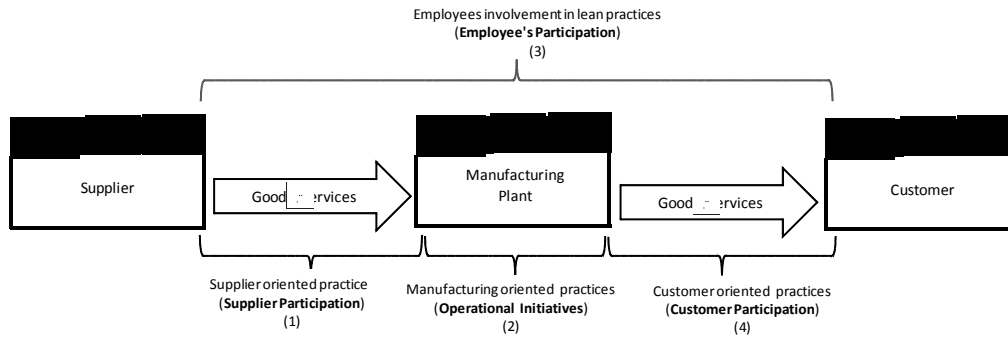 Employees involvement in lean practices
(Employee's Participation)
(3)
Supplier
Manufacturing
Plant
Customer
Supplier oriented practice
(Supplier Participation)
(1)
Manufacturing oriented practices
(Operational Initiatives)
(2)
Customer oriented practices
(Customer Participation)
(4)